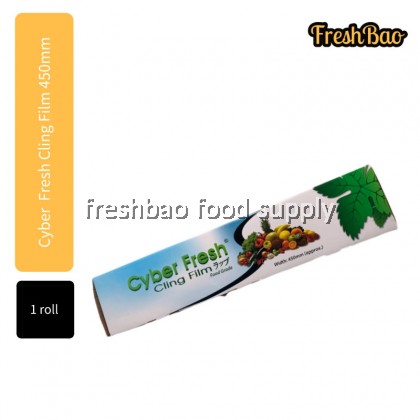 FreshBao
Cyber Fresh Cling Film 450mm
freshbao food supply
Cyber Fresh®
Cling Film ラップ
Food Grade
Width: 450mm (approx.)
1 roll